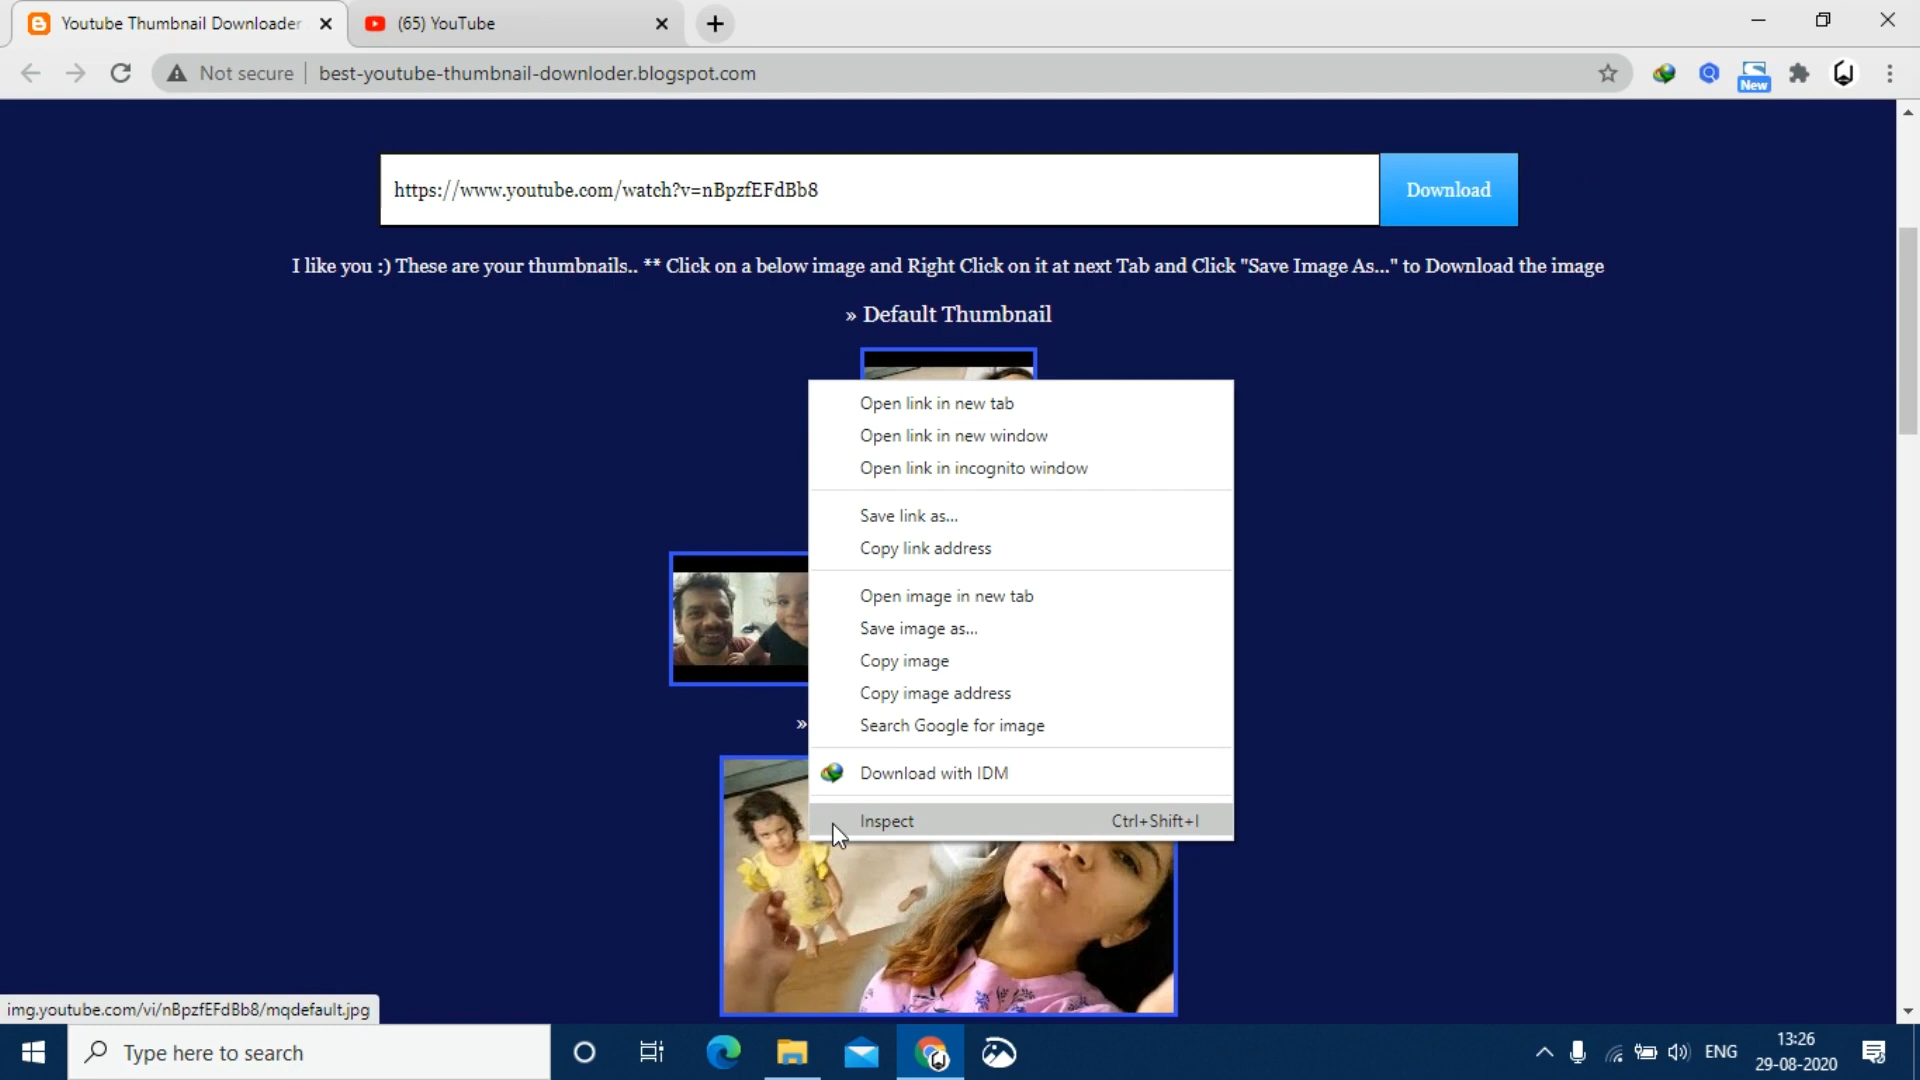 Youtube Thumbnail Downloader
(65) YouTube
Not secure
best-youtube-thumbnail-downloder.blogspot.com
New
https://www.youtube.com/watch?v=nBpzfEFdBb8
Download
I like you :) These are your thumbnails.. ** Click on a below image and Right Click on it at next Tab and Click "Save Image As..." to Download the image
» Default Thumbnail
Open link in new tab
Open link in new window
Open link in incognito window
Save link as...
Copy link address
Open image in new tab
Save image as...
Copy image
Copy image address
Search Google for image
»
Download with IDM
Inspect Ctrl+Shift+I
img.youtube.com/vi/nBpzfEFdBb8/mqdefault.jpg
Type here to search
ENG
13:26
29-08-2020